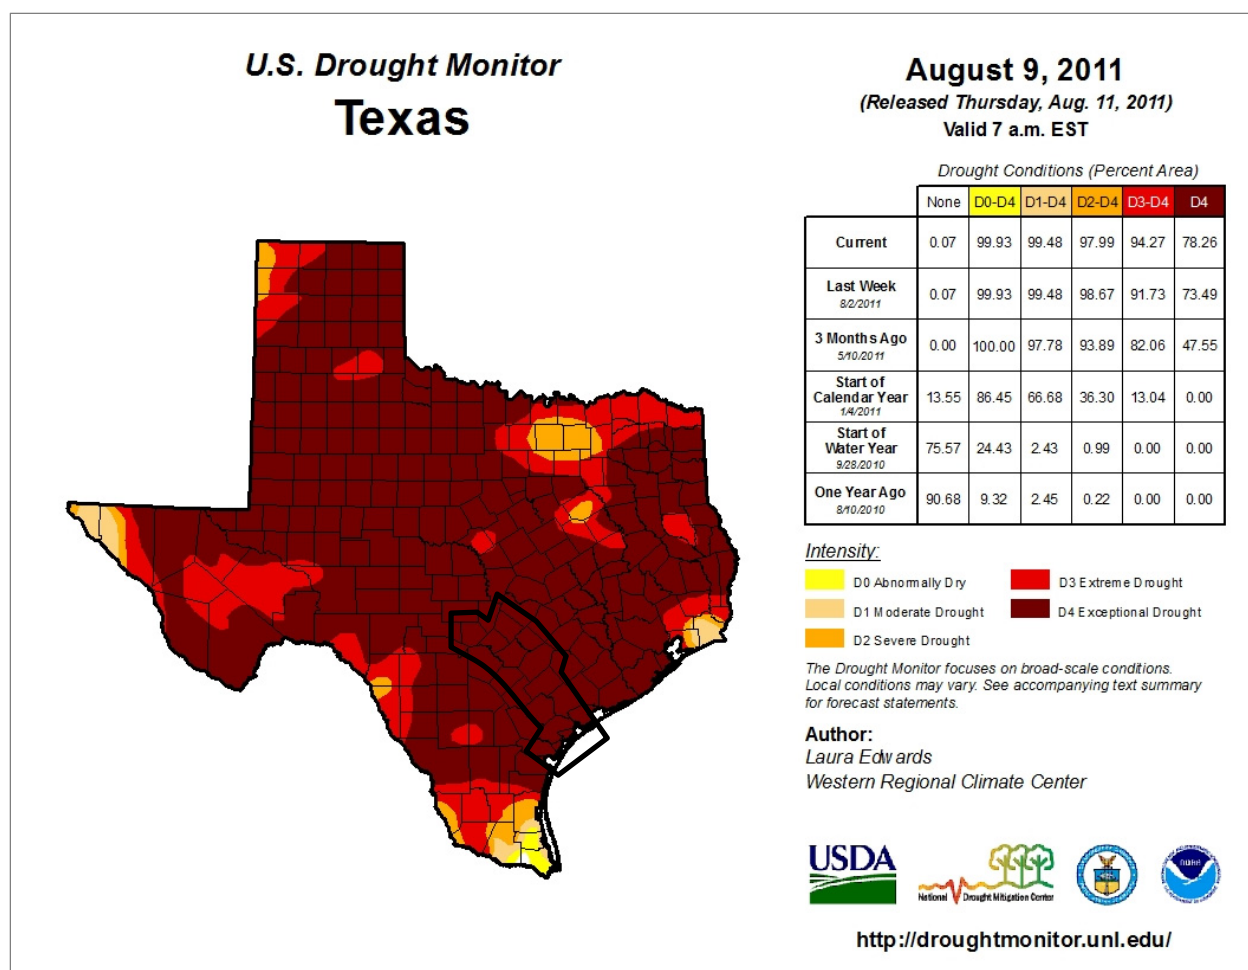 U.S. Drought Monitor
Texas
August 9, 2011
(Released Thursday, Aug. 11, 2011)
Valid 7 a.m. EST
Drought Conditions (Percent Area)
None D0-D4 D1-D4 D2-D4 D3-D4 D4
Current 0.07 99.93 99.48 97.99 94.27 78.26
Last Week
8/2/2011 0.07 99.93 99.48 98.67 91.73 73.49
3 Months Ago
5/10/2011 0.00 100.00 97.78 93.89 82.06 47.55
Start of
Calendar Year
1/4/2011 13.55 86.45 66.68 36.30 13.04 0.00
Start of
Water Year
9/28/2010 75.57 24.43 2.43 0.99 0.00 0.00
One Year Ago
8/10/2010 90.68 9.32 2.45 0.22 0.00 0.00
Intensity:
D0 Abnormally Dry
D1 Moderate Drought
D2 Severe Drought
D3 Extreme Drought
D4 Exceptional Drought
The Drought Monitor focuses on broad-scale conditions.
Local conditions may vary. See accompanying text summary
for forecast statements.
Author:
Laura Edwards
Western Regional Climate Center
USDA
National Drought Mitigation Center
noaa
http://droughtmonitor.unl.edu/